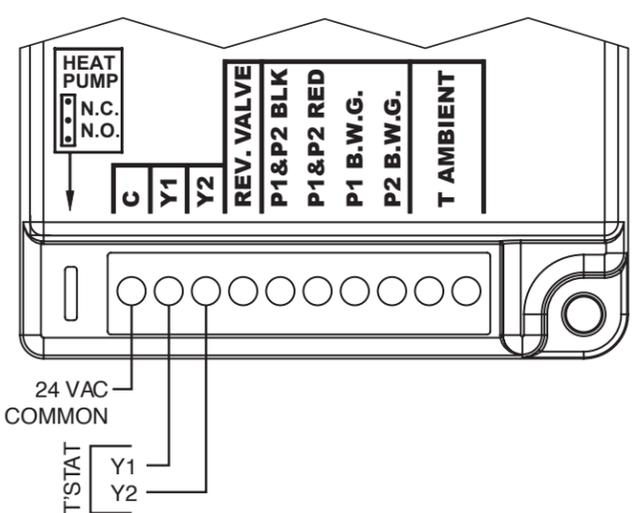 HEAT
PUMP
N.C.
N.O.
C
Y1
Y2
REV. VALVE
P1&P2 BLK
P1&P2 RED
P1 B.W.G.
P2 B.W.G.
T AMBIENT
24 VAC
COMMON
T'STAT
Y1
Y2